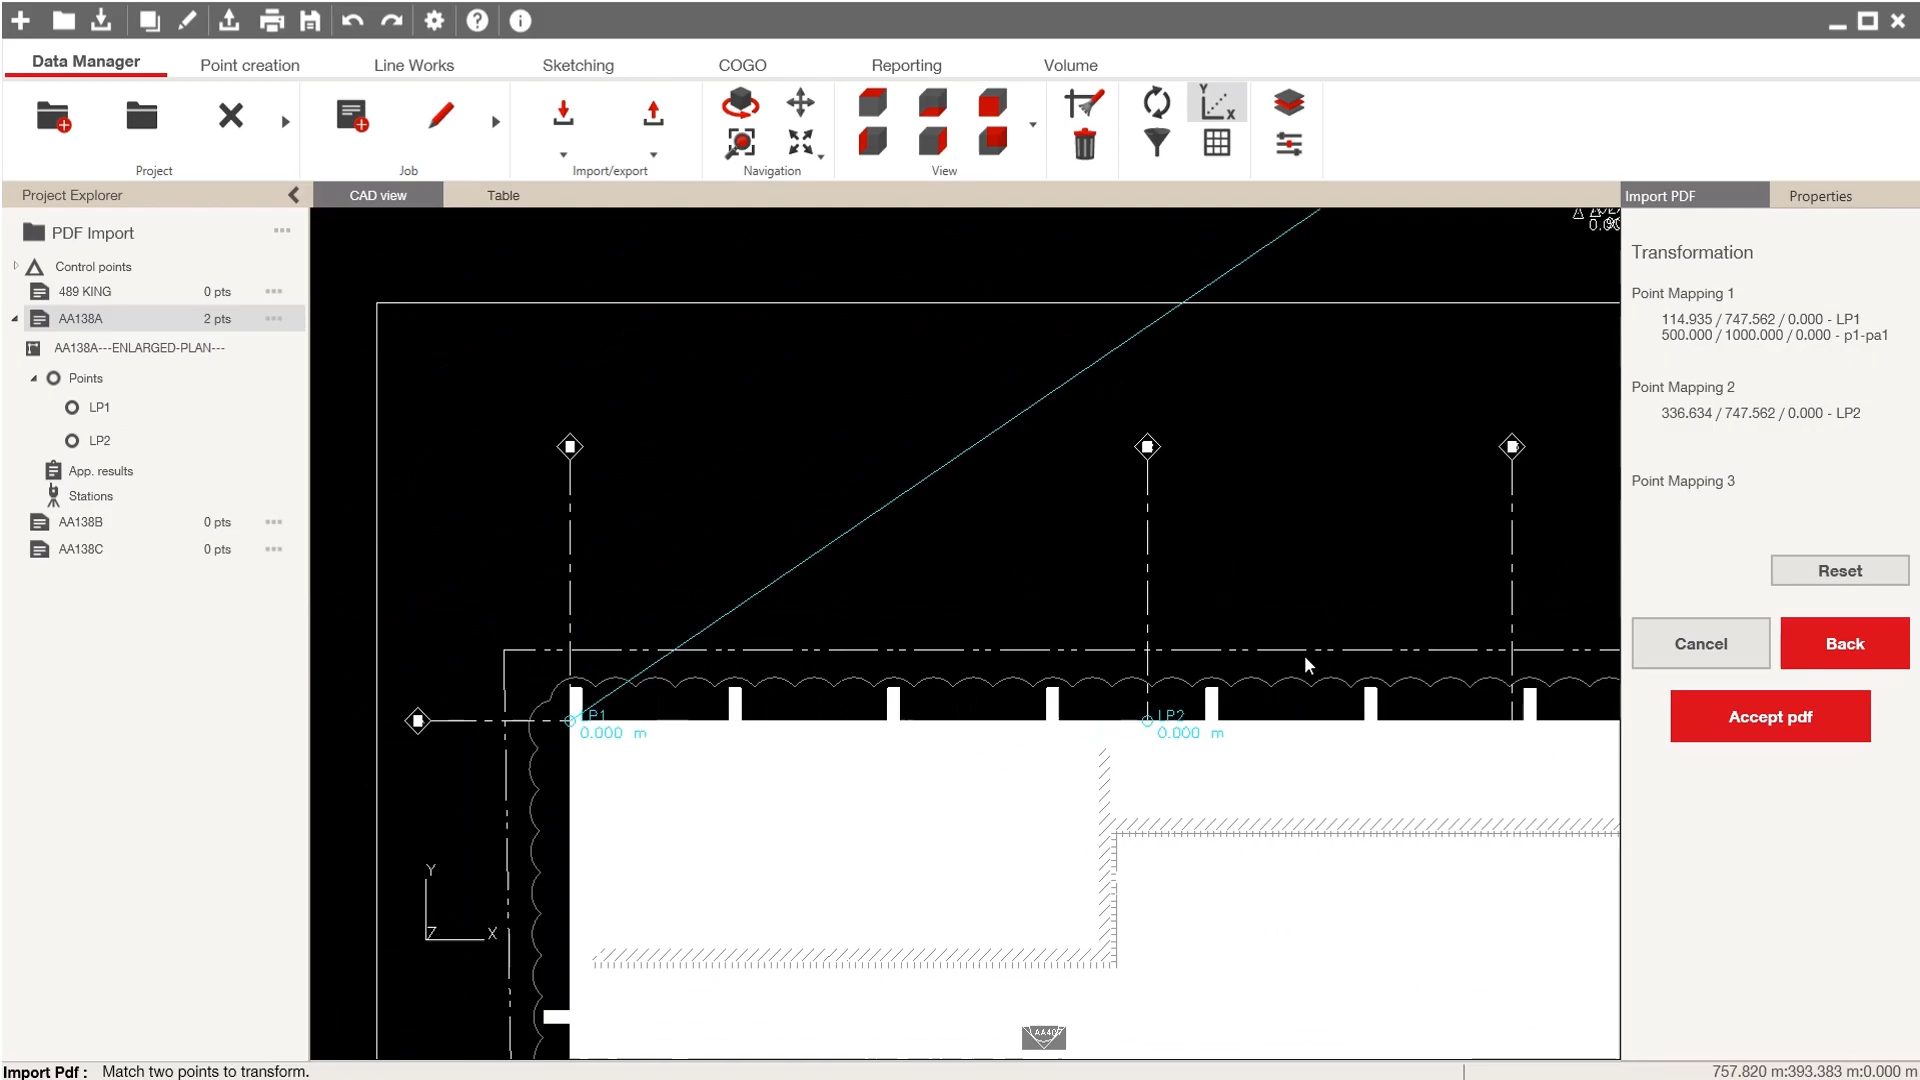 Data Manager
Point creation
Line Works
Sketching
COGO
Reporting
Volume
Project
Job
Import/export
Navigation
View
Y
X
Project Explorer
CAD view
Table
Import PDF
Properties
PDF Import
Control points
489 KING 0 pts
AA138A 2 pts
AA138A---ENLARGED-PLAN---
Points
LP1
LP2
App. results
Stations
AA138B 0 pts
AA138C 0 pts
LP1
0.000 m
LP2
0.000 m
Y
Z X
Transformation
Point Mapping 1
114.935 / 747.562 / 0.000 - LP1
500.000 / 1000.000 / 0.000 - p1-pa1
Point Mapping 2
336.634 / 747.562 / 0.000 - LP2
Point Mapping 3
Reset
Cancel
Back
Accept pdf
Import Pdf : Match two points to transform.
757.820 m:393.383 m:0.000 m